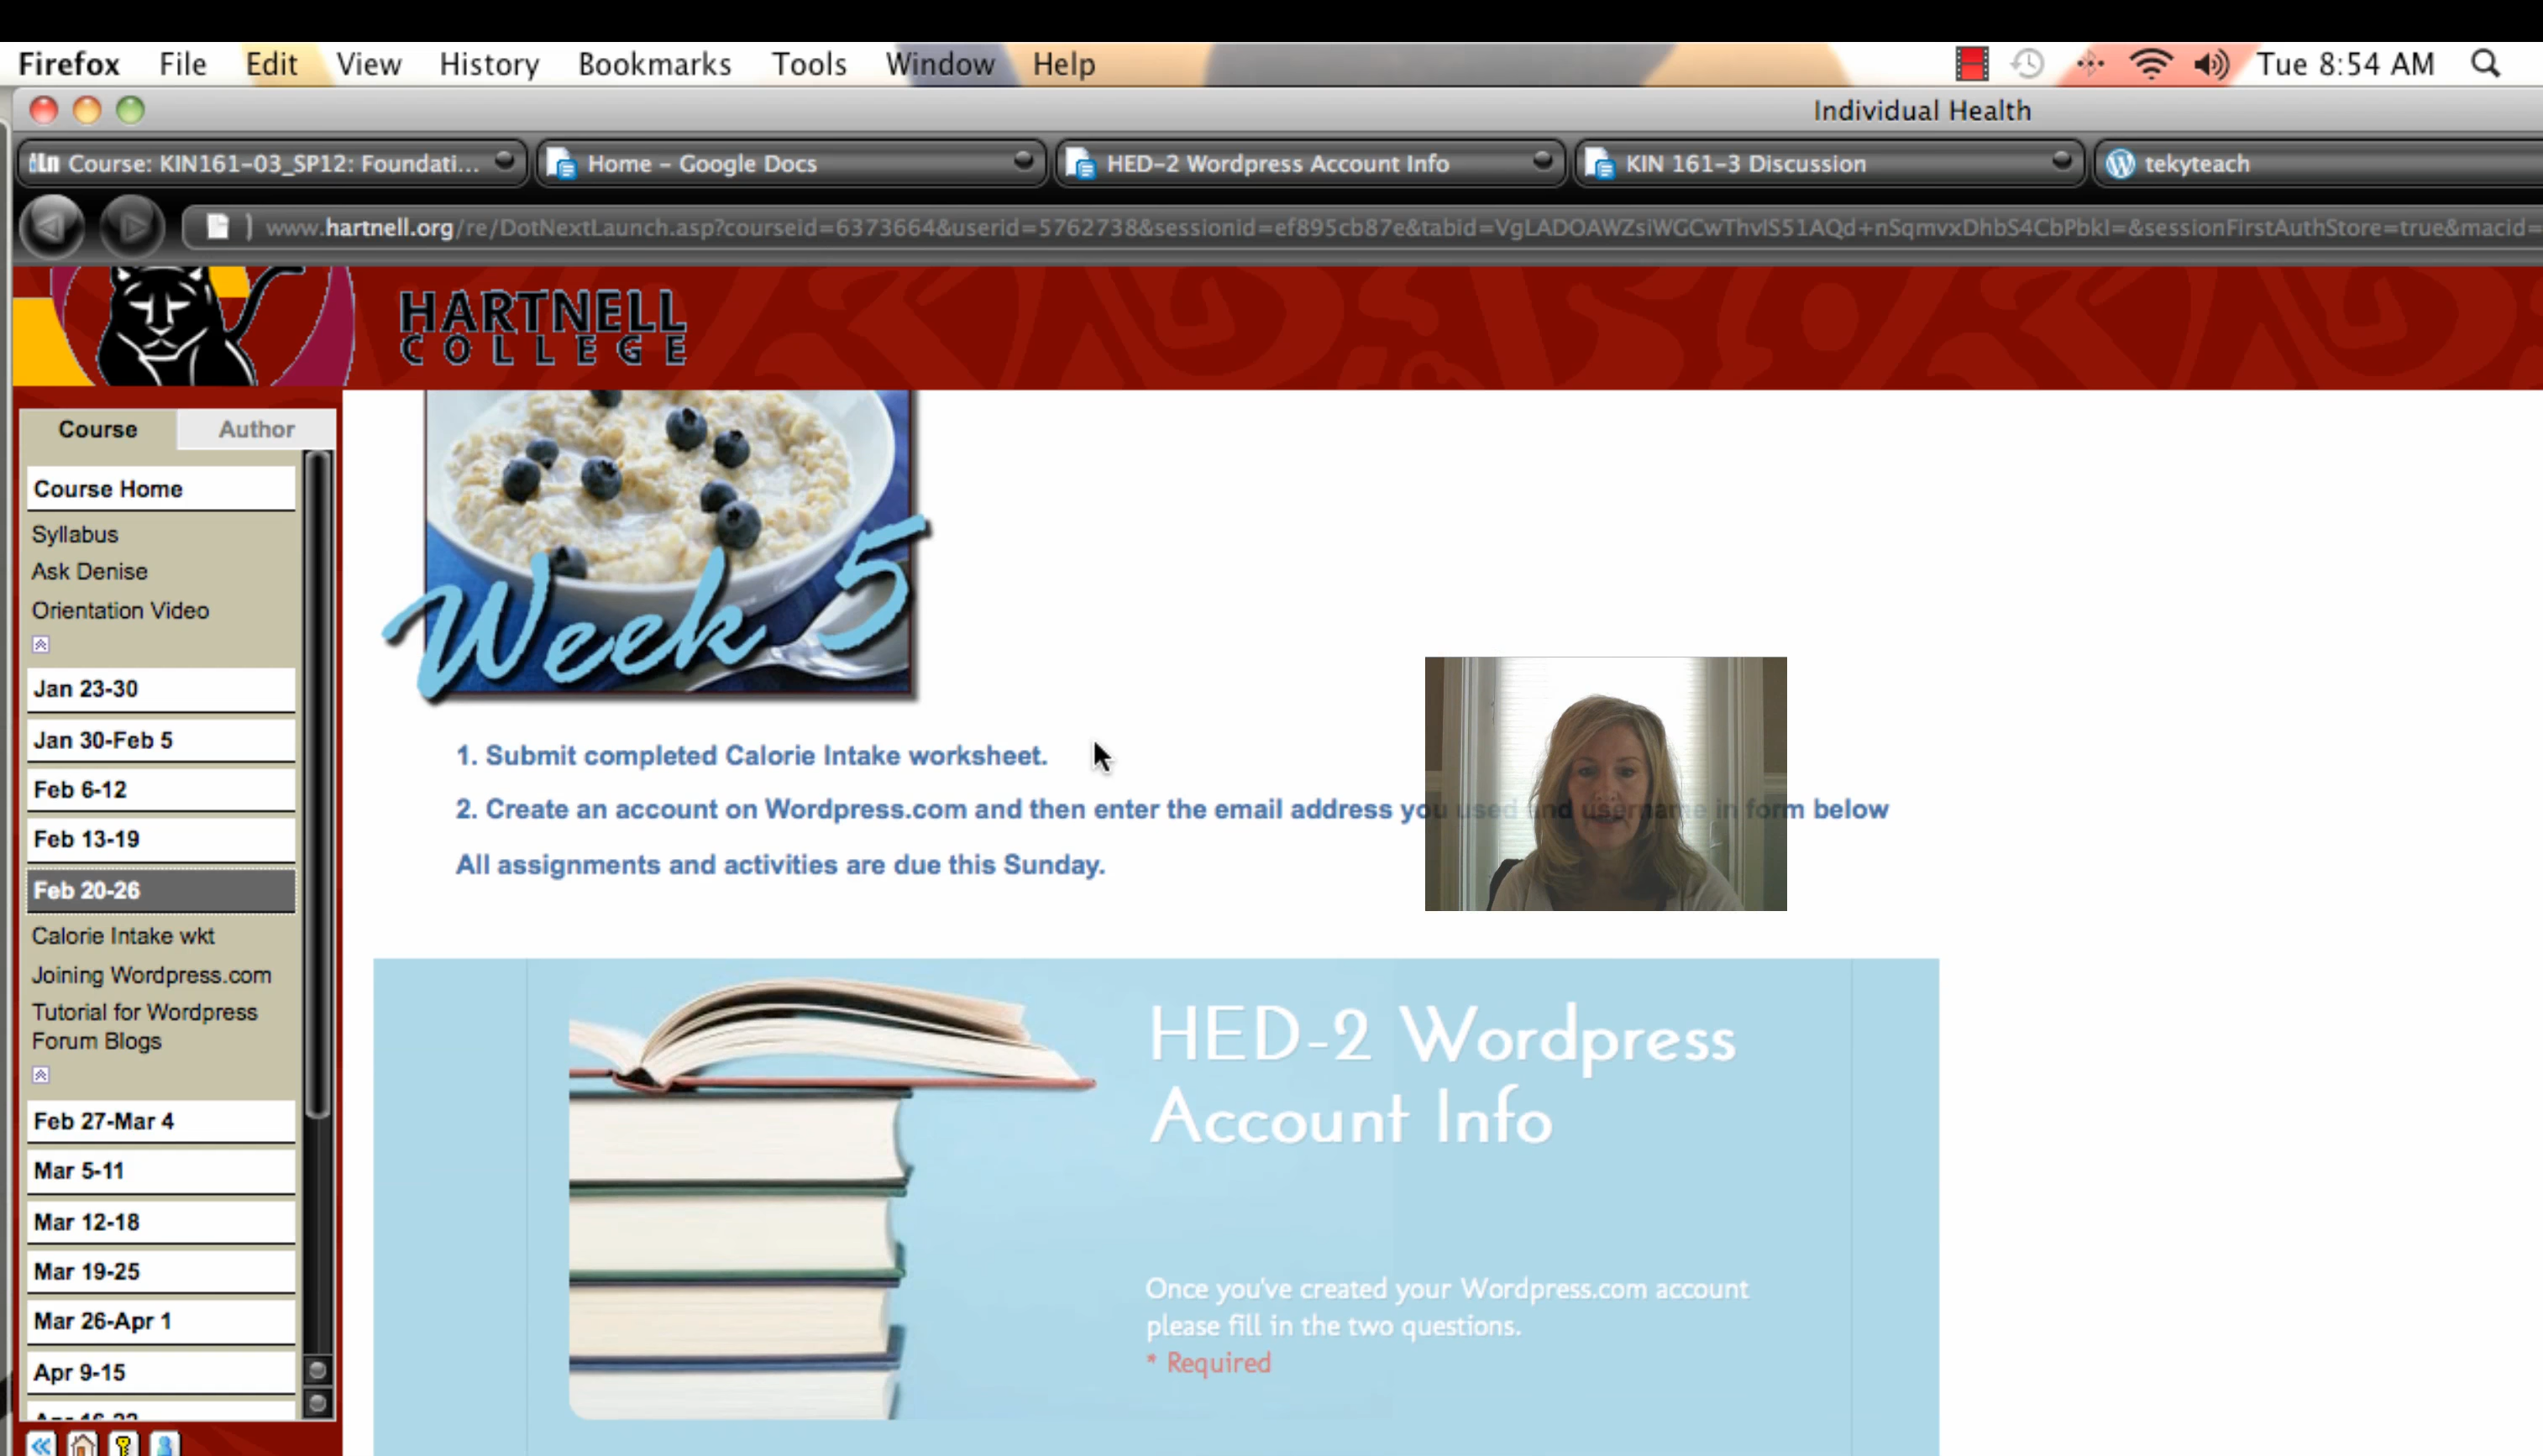 Firefox File Edit View History Bookmarks Tools Window Help Tue 8:54 AM
Individual Health
Course: KIN161-03_SP12: Foundati... Home - Google Docs HED-2 Wordpress Account Info KIN 161-3 Discussion tekyteach
www.hartnell.org/re/DotNextLaunch.asp?courseid=6373664&userid=5762738&sessionid=ef895cb87e&tabid=VgLADOAWZsiWGCwThvIS51AQd+nSqmvxDhbS4CbPbkI=&sessionFirstAuthStore=true&macid=
HARTNELL
COLLEGE
Course Author
Course Home
Syllabus
Ask Denise
Orientation Video
Jan 23-30
Jan 30-Feb 5
Feb 6-12
Feb 13-19
Feb 20-26
Calorie Intake wkt
Joining Wordpress.com
Tutorial for Wordpress
Forum Blogs
Feb 27-Mar 4
Mar 5-11
Mar 12-18
Mar 19-25
Mar 26-Apr 1
Apr 9-15
Week 5
1. Submit completed Calorie Intake worksheet.
2. Create an account on Wordpress.com and then enter the email address you used and username in form below
All assignments and activities are due this Sunday.
HED-2 Wordpress
Account Info
Once you've created your Wordpress.com account
please fill in the two questions.
* Required